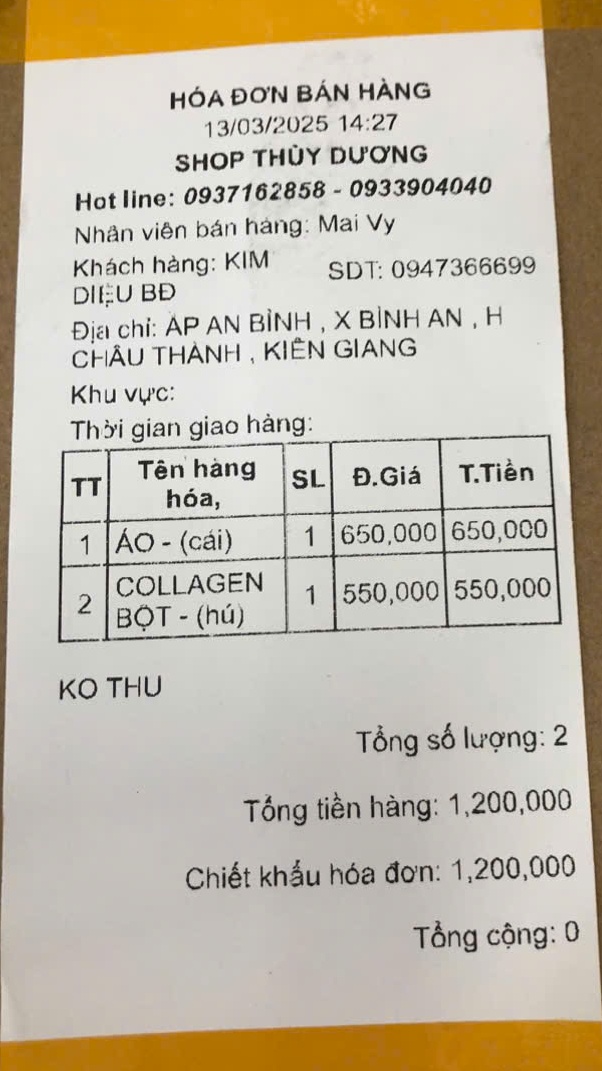 HÓA ĐƠN BÁN HÀNG
13/03/2025 14:27
SHOP THÙY DƯƠNG
Hot line: 0937162858 - 0933904040
Nhân viên bán hàng: Mai Vy
Khách hàng: KIM DIỆU BĐ
SDT: 0947366699
Địa chỉ: ẤP AN BÌNH , X BÌNH AN , H
CHÂU THÀNH , KIÊN GIANG
Khu vực:
Thời gian giao hàng:
TT Tên hàng hóa, SL Đ.Giá T.Tiền
1 ÁO - (cái) 1 650,000 650,000
2 COLLAGEN BỘT - (hú) 1 550,000 550,000
KO THU
Tổng số lượng: 2
Tổng tiền hàng: 1,200,000
Chiết khấu hóa đơn: 1,200,000
Tổng cộng: 0